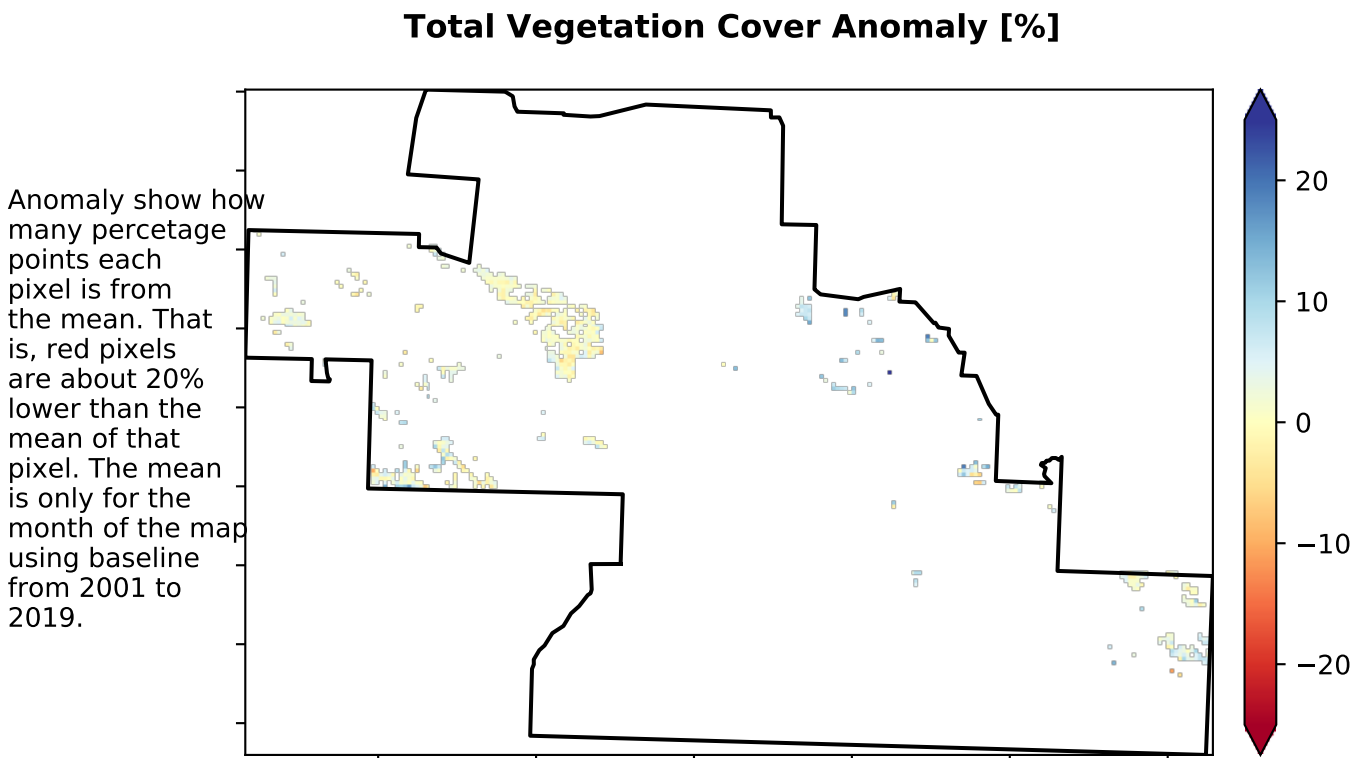 Total Vegetation Cover Anomaly [%]
Anomaly show how
many percetage
points each
pixel is from
the mean. That
is, red pixels
are about 20%
lower than the
mean of that
pixel. The mean
is only for the
month of the map
using baseline
from 2001 to
2019.
20
10
0
−10
−20